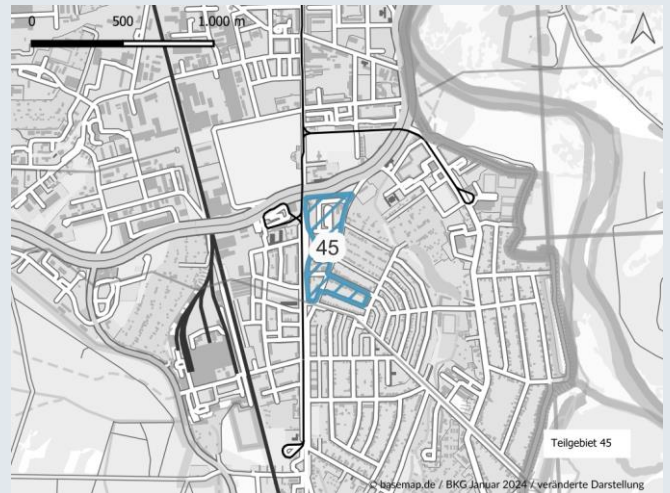 0 500 1.000 m
45
Teilgebiet 45
© basemap.de / BKG Januar 2024 / veränderte Darstellung